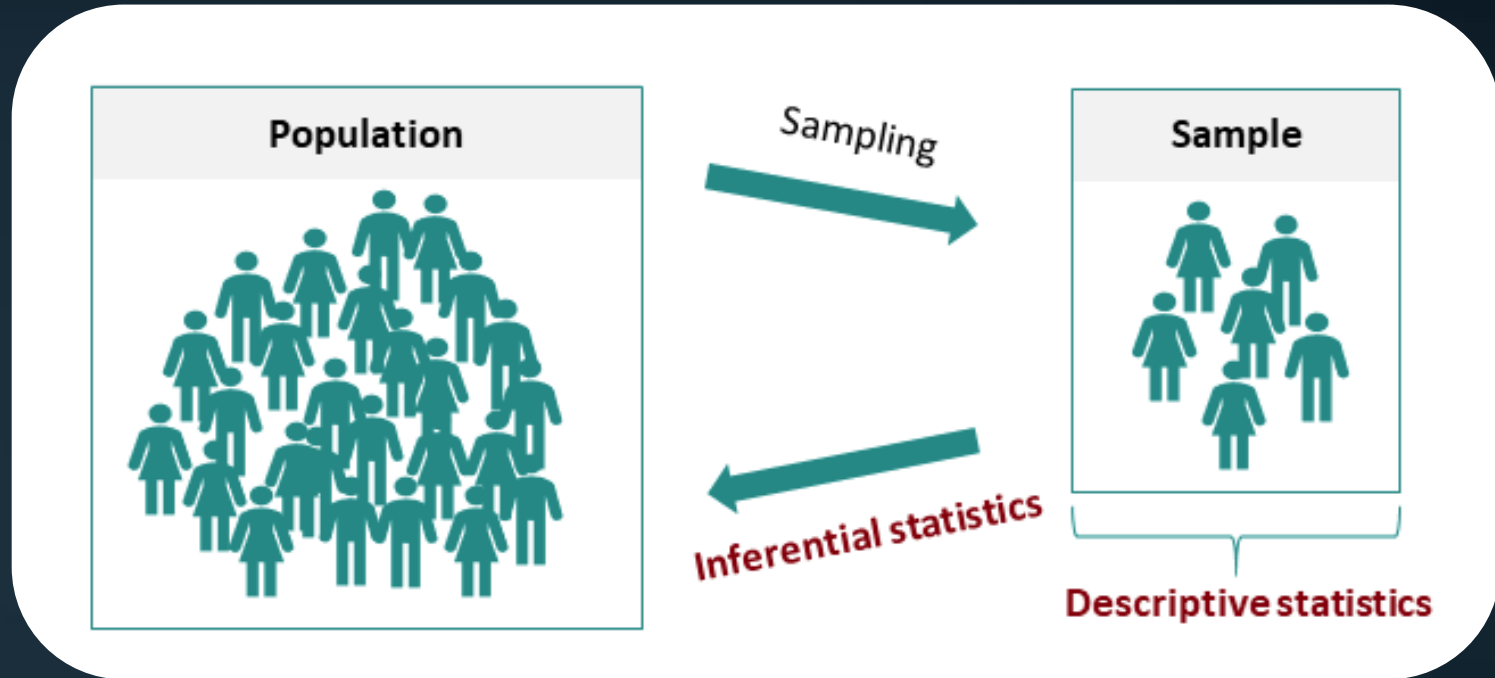 Population
Sampling
Sample
Inferential statistics
Descriptive statistics